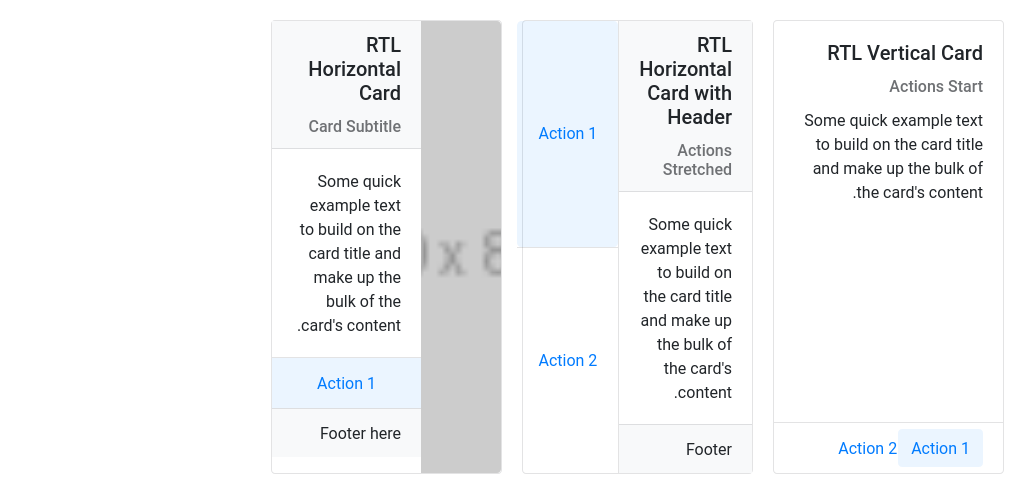 RTL
Horizontal
Card
Card Subtitle
Some quick
example text
to build on the
card title and
make up the
bulk of the
.card's content
Action 1
Footer here
x 8
Action 1
Action 2
RTL
Horizontal
Card with
Header
Actions
Stretched
Some quick
example text
to build on
the card title
and make up
the bulk of
the card's
.content
Footer
RTL Vertical Card
Actions Start
Some quick example text
to build on the card title
and make up the bulk of
.the card's content
Action 2 Action 1